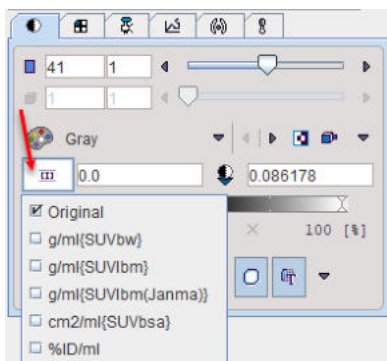 41 1
1 1
Gray
0.0 0.086178
Original
100 [%]
g/ml{SUVbw}
g/ml{SUVlbm}
g/ml{SUVlbm(Janma)}
cm2/ml{SUVbsa}
%ID/ml